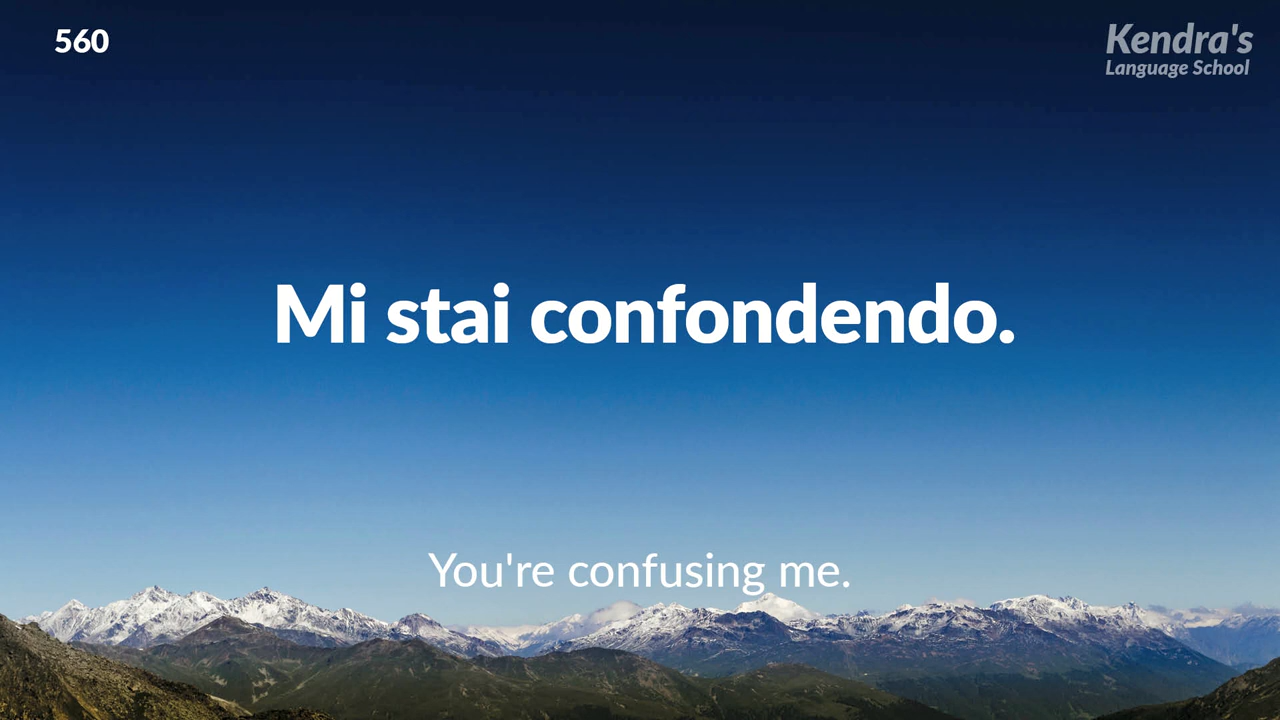 560
Kendra's
Language School
Mi stai confondendo.
You're confusing me.